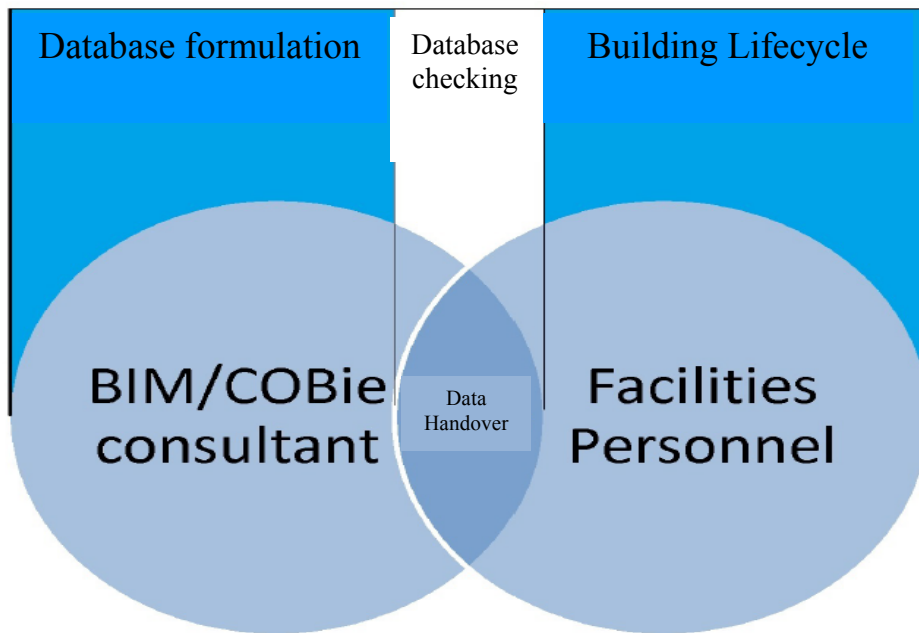 Database formulation
Database
checking
Building Lifecycle
BIM/COBie
consultant
Data
Handover
Facilities
Personnel